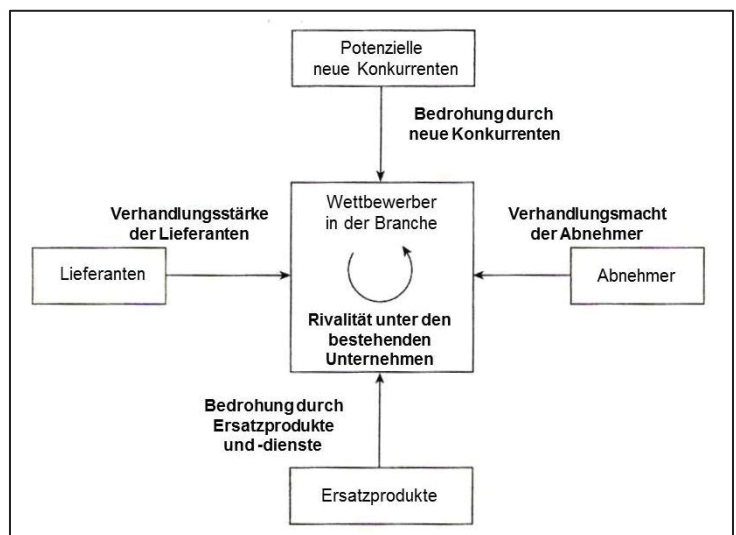 Potenzielle
neue Konkurrenten
Bedrohung durch
neue Konkurrenten
Wettbewerber
in der Branche
Verhandlungsstärke
der Lieferanten
Verhandlungsmacht
der Abnehmer
Lieferanten
Abnehmer
Rivalität unter den
bestehenden
Unternehmen
Bedrohung durch
Ersatzprodukte
und -dienste
Ersatzprodukte